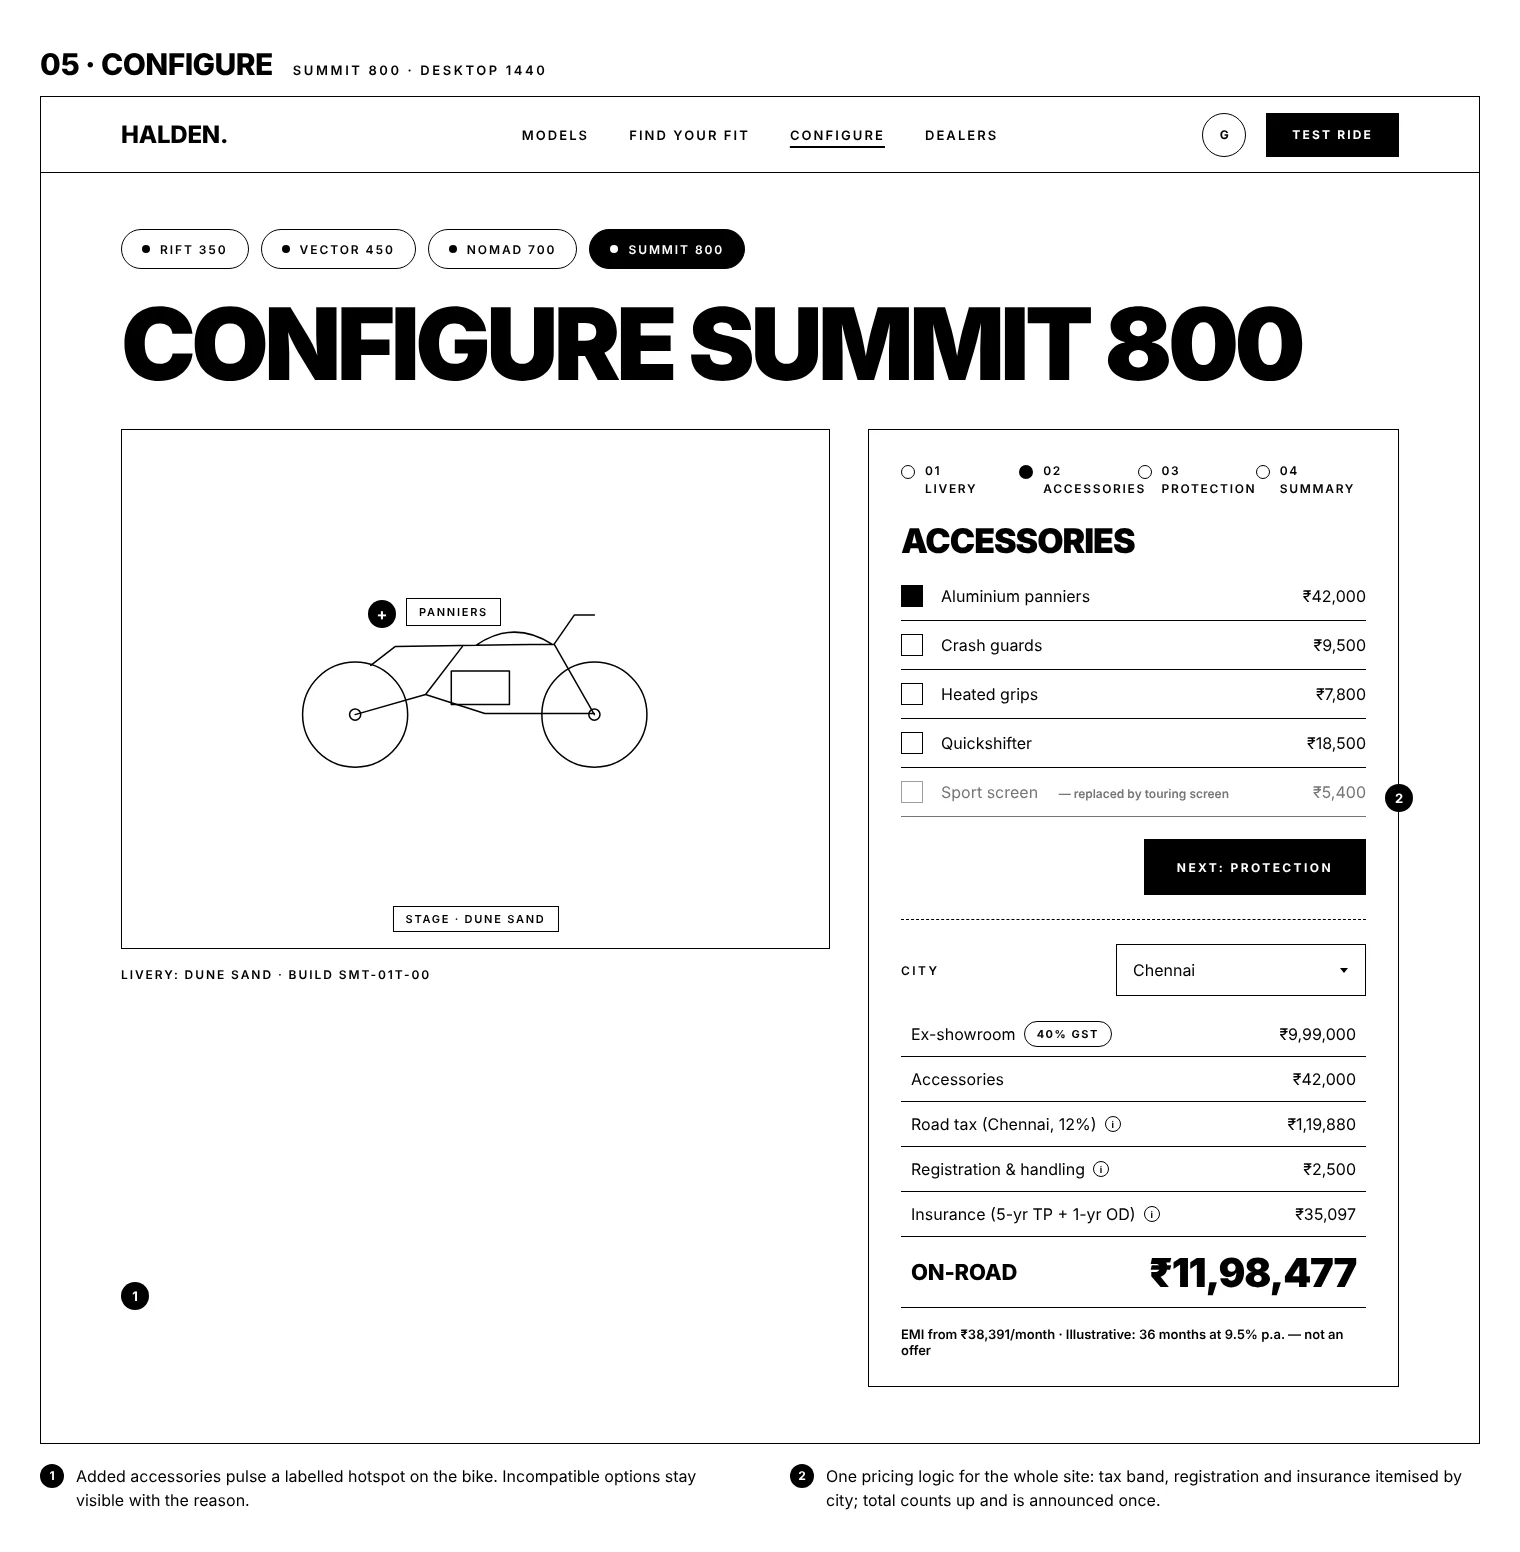 05 · CONFIGURE SUMMIT 800 · DESKTOP 1440
HALDEN.
MODELS
FIND YOUR FIT
CONFIGURE
DEALERS
G
TEST RIDE
RIFT 350
VECTOR 450
NOMAD 700
SUMMIT 800
CONFIGURE SUMMIT 800
+
PANNIERS
STAGE · DUNE SAND
LIVERY: DUNE SAND · BUILD SMT-01T-00
1
01
LIVERY
02
ACCESSORIES
03
PROTECTION
04
SUMMARY
ACCESSORIES
Aluminium panniers ₹42,000
Crash guards ₹9,500
Heated grips ₹7,800
Quickshifter ₹18,500
Sport screen — replaced by touring screen ₹5,400
2
NEXT: PROTECTION
CITY
Chennai
Ex-showroom 40% GST ₹9,99,000
Accessories ₹42,000
Road tax (Chennai, 12%) i ₹1,19,880
Registration & handling i ₹2,500
Insurance (5-yr TP + 1-yr OD) i ₹35,097
ON-ROAD ₹11,98,477
EMI from ₹38,391/month · Illustrative: 36 months at 9.5% p.a. — not an
offer
1 Added accessories pulse a labelled hotspot on the bike. Incompatible options stay
visible with the reason.
2 One pricing logic for the whole site: tax band, registration and insurance itemised by
city; total counts up and is announced once.